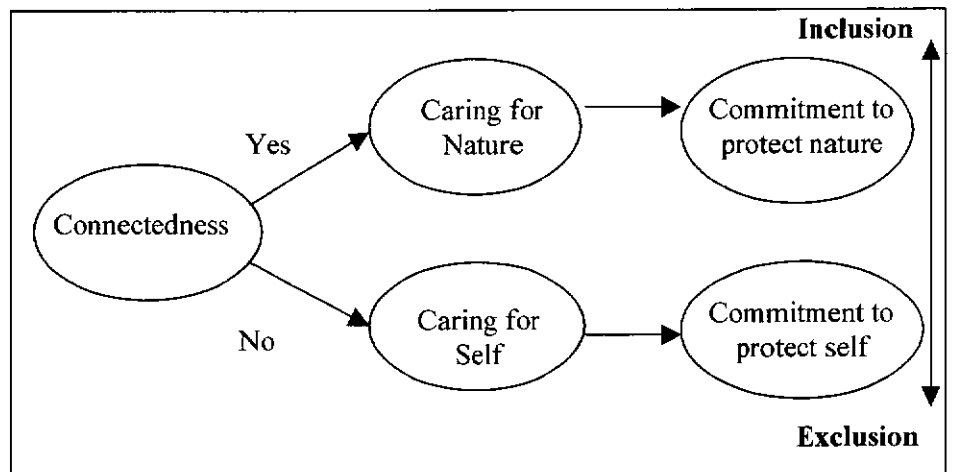 Inclusion
Caring for
Nature
Commitment to
protect nature
Yes
Connectedness
No
Caring for
Self
Commitment to
protect self
Exclusion